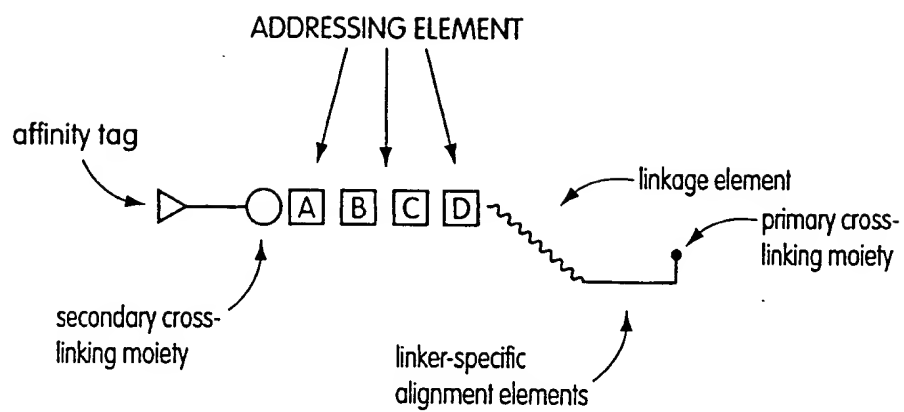 ADDRESSING ELEMENT
affinity tag
A B C D
linkage element
primary cross-
linking moiety
secondary cross-
linking moiety
linker-specific
alignment elements